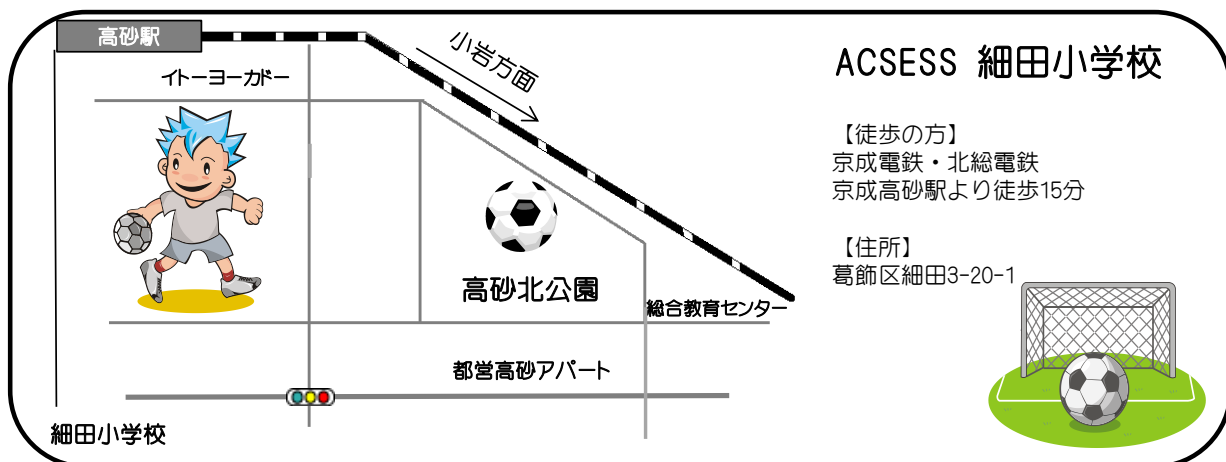 高砂駅
イトーヨーカドー
小岩方面
高砂北公園
総合教育センター
都営高砂アパート
細田小学校
ACSESS 細田小学校
【徒歩の方】
京成電鉄・北総電鉄
京成高砂駅より徒歩15分
【住所】
葛飾区細田3-20-1